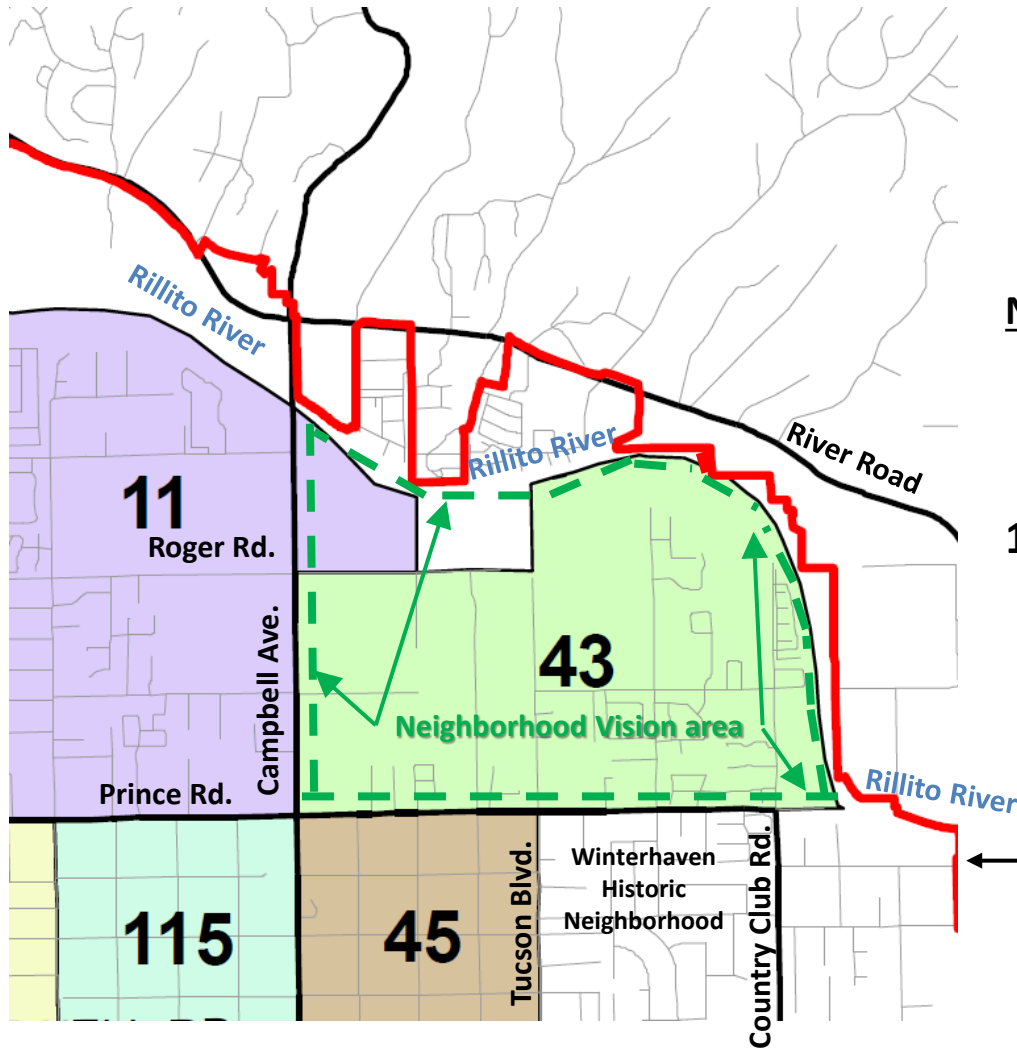 Rillito River
N
Rillito River
River Road
11
Roger Rd.
1
43
Campbell Ave.
Neighborhood Vision area
Prince Rd.
Rillito River
Winterhaven
Historic
Neighborhood
115
45
Tucson Blvd.
Country Club Rd.